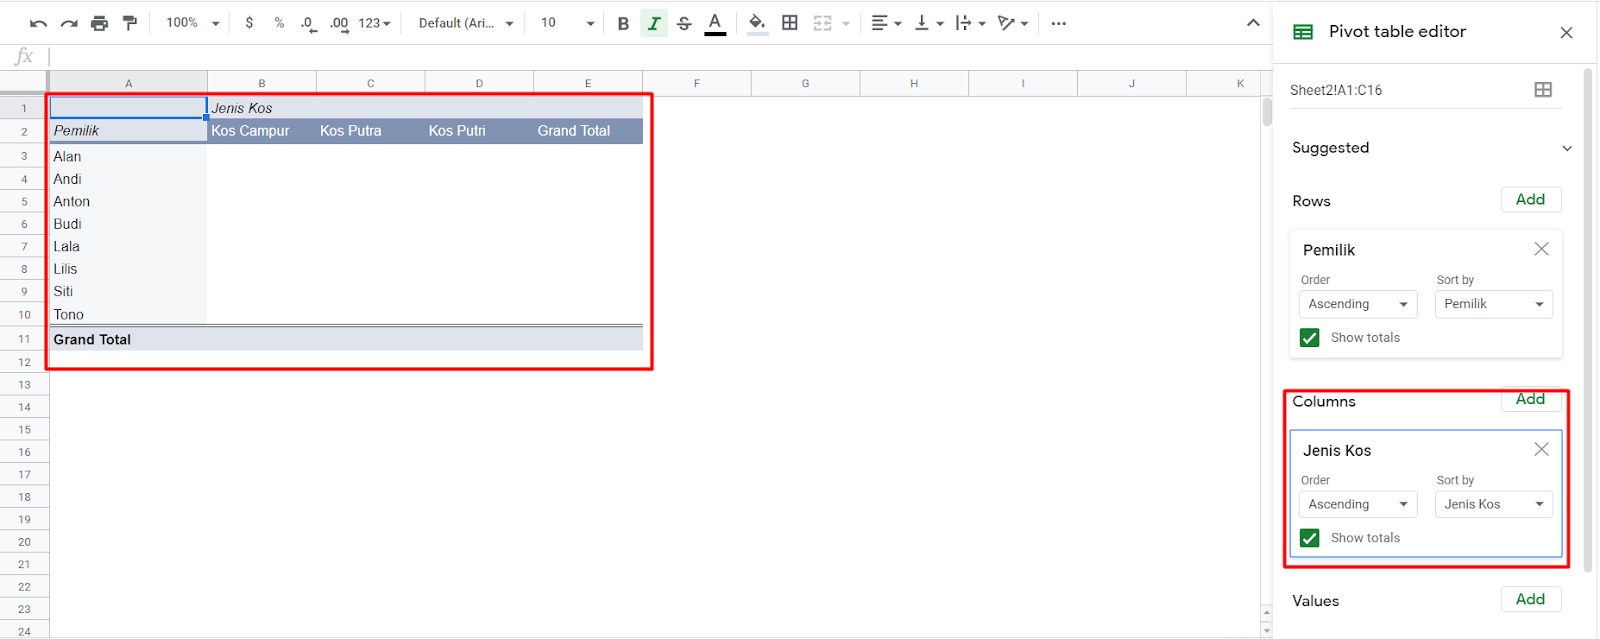 100% $ % .0 .00 123 Default (Ari... 10 B I S A ...
fx
A B C D E F G H I J K
1 Jenis Kos
2 Pemilik Kos Campur Kos Putra Kos Putri Grand Total
3 Alan
4 Andi
5 Anton
6 Budi
7 Lala
8 Lilis
9 Siti
10 Tono
11 Grand Total
12
13
14
15
16
17
18
19
20
21
22
23
24
Pivot table editor
Sheet2!A1:C16
Suggested
Rows Add
Pemilik
Order Sort by
Ascending Pemilik
Show totals
Columns Add
Jenis Kos
Order Sort by
Ascending Jenis Kos
Show totals
Values Add